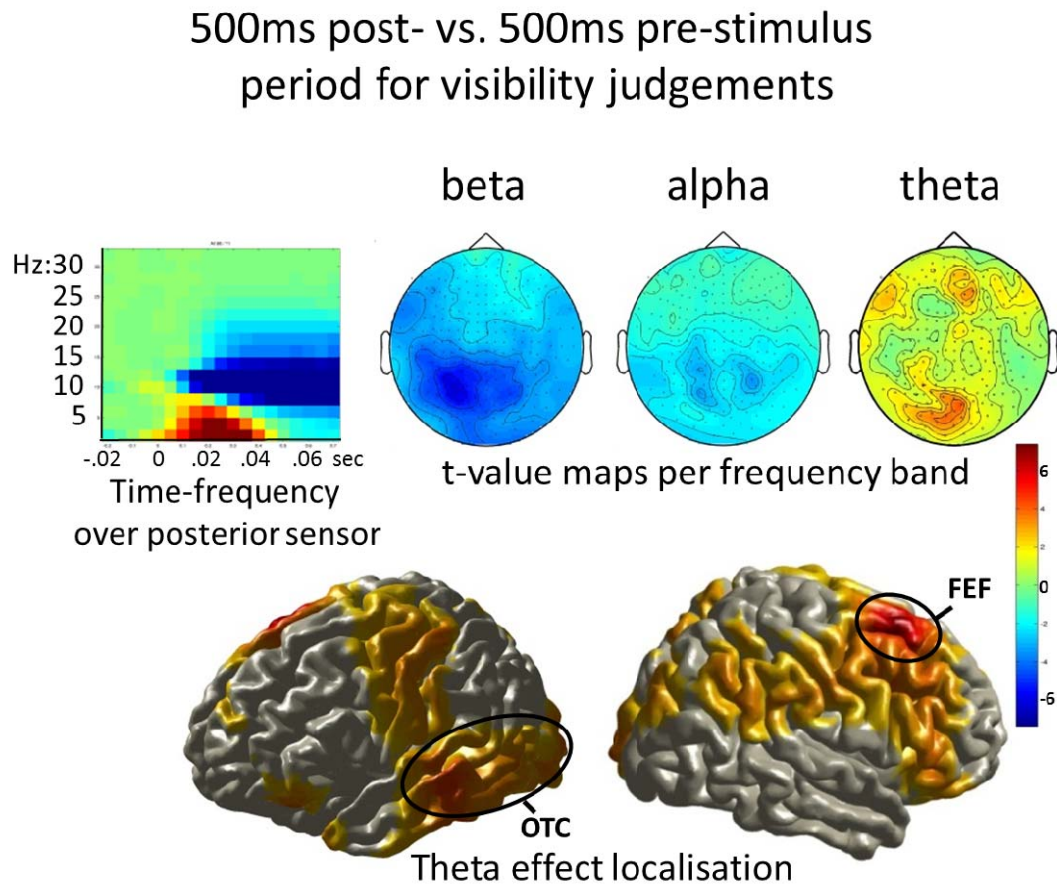 500ms post- vs. 500ms pre-stimulus
period for visibility judgements
beta
alpha
theta
Hz:30
25
20
15
10
5
-.02 0 .02 .04 .06 sec
Time-frequency
over posterior sensor
t-value maps per frequency band
6
4
2
0
-2
-4
-6
FEF
OTC
Theta effect localisation